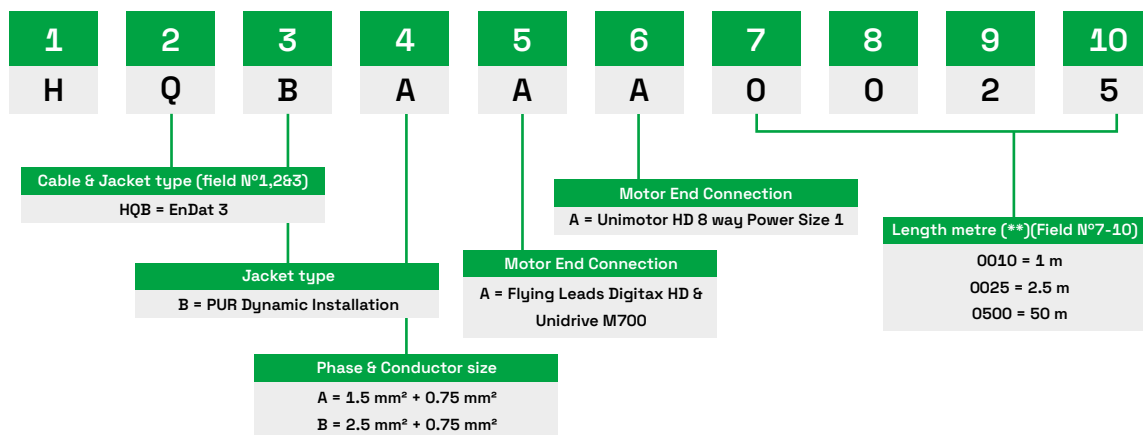 1 2 3 4 5 6 7 8 9 10
H Q B A A A 0 0 2 5
Cable & Jacket type (field Nº1,2&3)
HQB = EnDat 3
Jacket type
B = PUR Dynamic Installation
Phase & Conductor size
A = 1.5 mm² + 0.75 mm²
B = 2.5 mm² + 0.75 mm²
Motor End Connection
A = Flying Leads Digitax HD &
Unidrive M700
Motor End Connection
A = Unimotor HD 8 way Power Size 1
Length metre (**)(Field Nº7-10)
0010 = 1 m
0025 = 2.5 m
0500 = 50 m